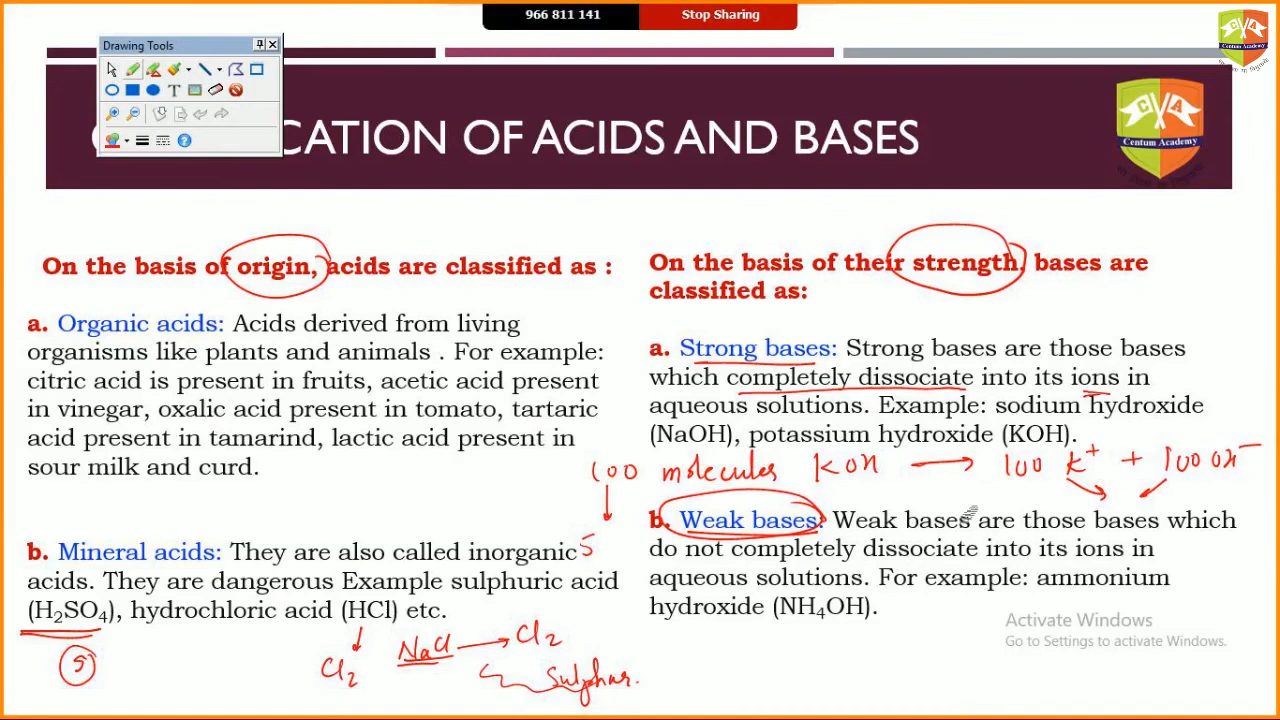 966 811 141
Stop Sharing
Drawing Tools
CATION OF ACIDS AND BASES
C A
Centum Academy
C A
Centum Academy
On the basis of origin, acids are classified as :
a. Organic acids: Acids derived from living
organisms like plants and animals . For example:
citric acid is present in fruits, acetic acid present
in vinegar, oxalic acid present in tomato, tartaric
acid present in tamarind, lactic acid present in
sour milk and curd.
b. Mineral acids: They are also called inorganic
acids. They are dangerous Example sulphuric acid
(H₂SO₄), hydrochloric acid (HCl) etc.
S
Cl₂ NaCl → Cl₂
Sulphur.
On the basis of their strength, bases are
classified as:
a. Strong bases: Strong bases are those bases
which completely dissociate into its ions in
aqueous solutions. Example: sodium hydroxide
(NaOH), potassium hydroxide (KOH).
100 molecules KOH → 100 K⁺ + 100 OH⁻
5
b. Weak bases: Weak bases are those bases which
do not completely dissociate into its ions in
aqueous solutions. For example: ammonium
hydroxide (NH₄OH).
Activate Windows
Go to Settings to activate Windows.